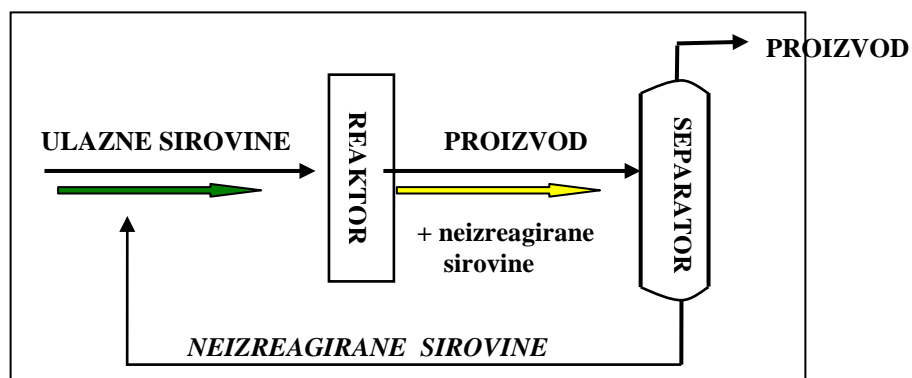 PROIZVOD
ULAZNE SIROVINE
REAKTOR
PROIZVOD
+ neizreagirane
sirovine
SEPARATOR
NEIZREAGIRANE SIROVINE